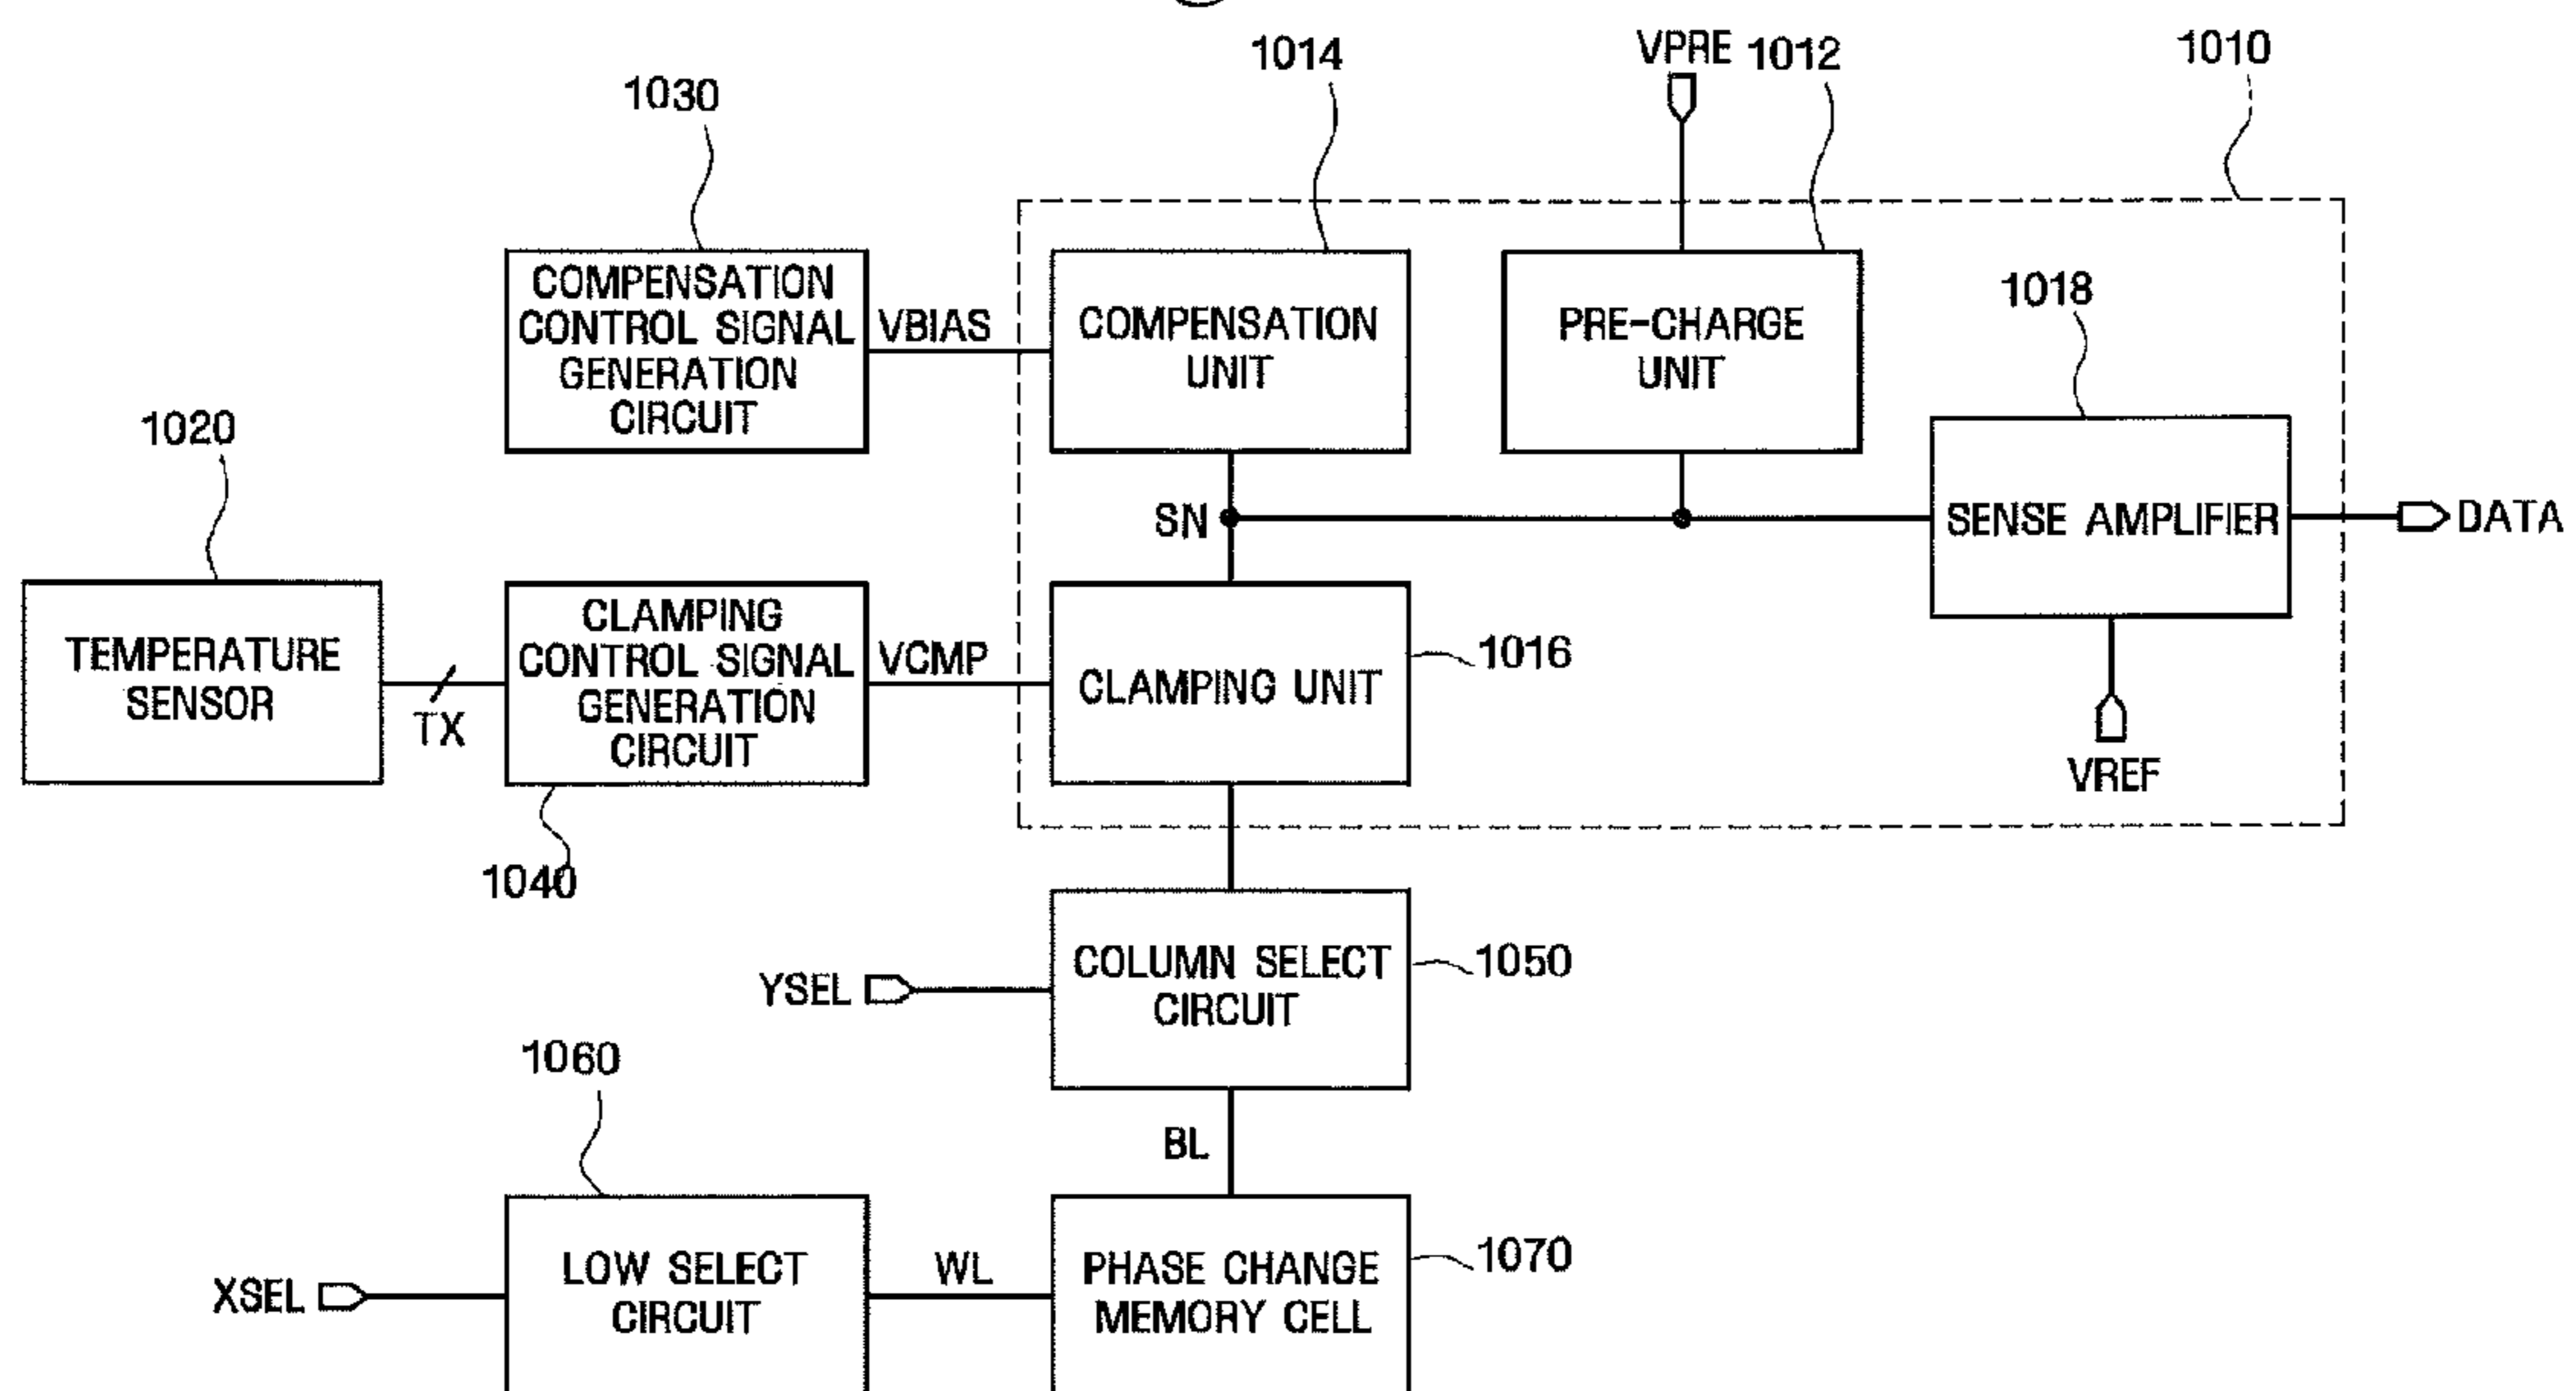 1014
VPRE
1012
1010
1030
COMPENSATION
CONTROL SIGNAL
GENERATION
CIRCUIT
VBIAS
COMPENSATION
UNIT
PRE-CHARGE
UNIT
1018
1020
SN
SENSE AMPLIFIER
DATA
TEMPERATURE
SENSOR
TX
CLAMPING
CONTROL SIGNAL
GENERATION
CIRCUIT
VCMP
CLAMPING UNIT
1016
VREF
1040
YSEL
COLUMN SELECT
CIRCUIT
1050
1060
BL
XSEL
LOW SELECT
CIRCUIT
WL
PHASE CHANGE
MEMORY CELL
1070